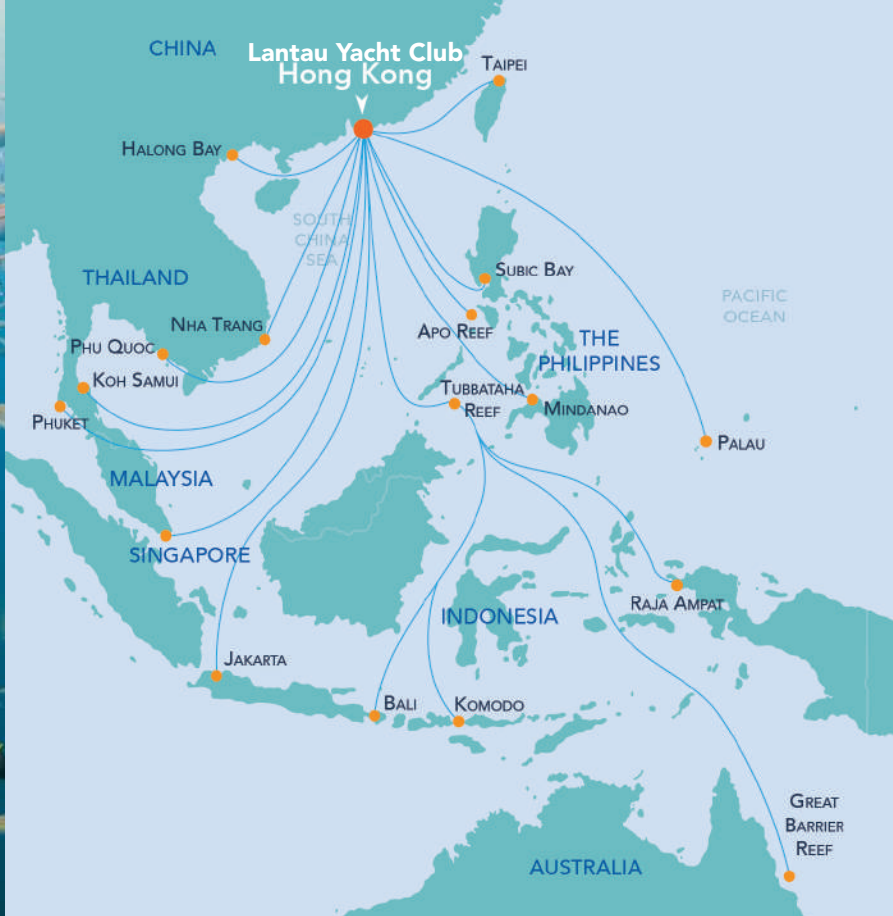 CHINA
Lantau Yacht Club
Hong Kong
TAIPEI
HALONG BAY
SOUTH
CHINA
SEA
THAILAND
SUBIC BAY
PACIFIC
OCEAN
NHA TRANG
APO REEF
THE
PHILIPPINES
PHU QUOC
KOH SAMUI
TUBBATAHA
REEF
MINDANAO
PHUKET
PALAU
MALAYSIA
SINGAPORE
RAJA AMPAT
INDONESIA
JAKARTA
BALI
KOMODO
GREAT
BARRIER
REEF
AUSTRALIA